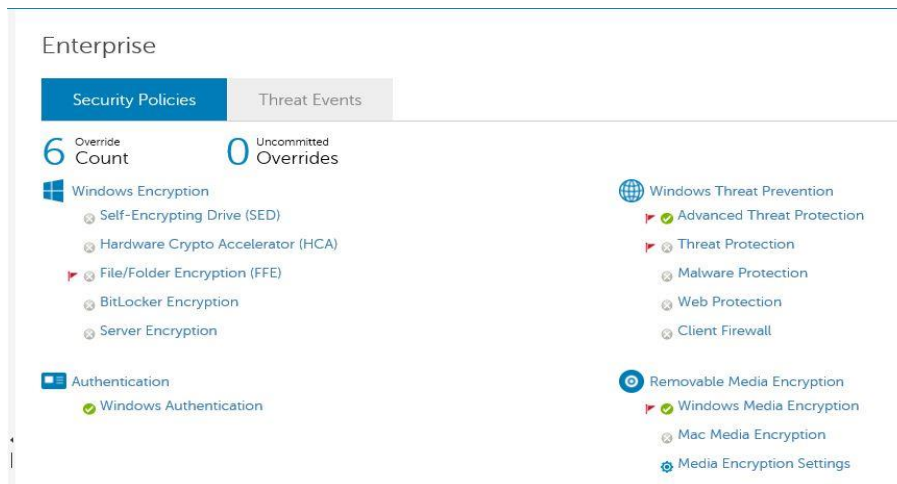 Enterprise
Security Policies
Threat Events
6 Override Count
0 Uncommitted Overrides
Windows Encryption
Self-Encrypting Drive (SED)
Hardware Crypto Accelerator (HCA)
File/Folder Encryption (FFE)
BitLocker Encryption
Server Encryption
Authentication
Windows Authentication
Windows Threat Prevention
Advanced Threat Protection
Threat Protection
Malware Protection
Web Protection
Client Firewall
Removable Media Encryption
Windows Media Encryption
Mac Media Encryption
Media Encryption Settings